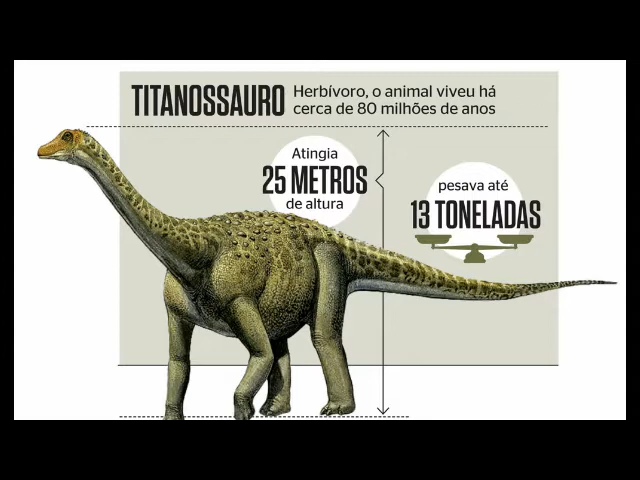 TITANOSSAURO
Herbívoro, o animal viveu há
cerca de 80 milhões de anos
Atingia
25 METROS
de altura
pesava até
13 TONELADAS